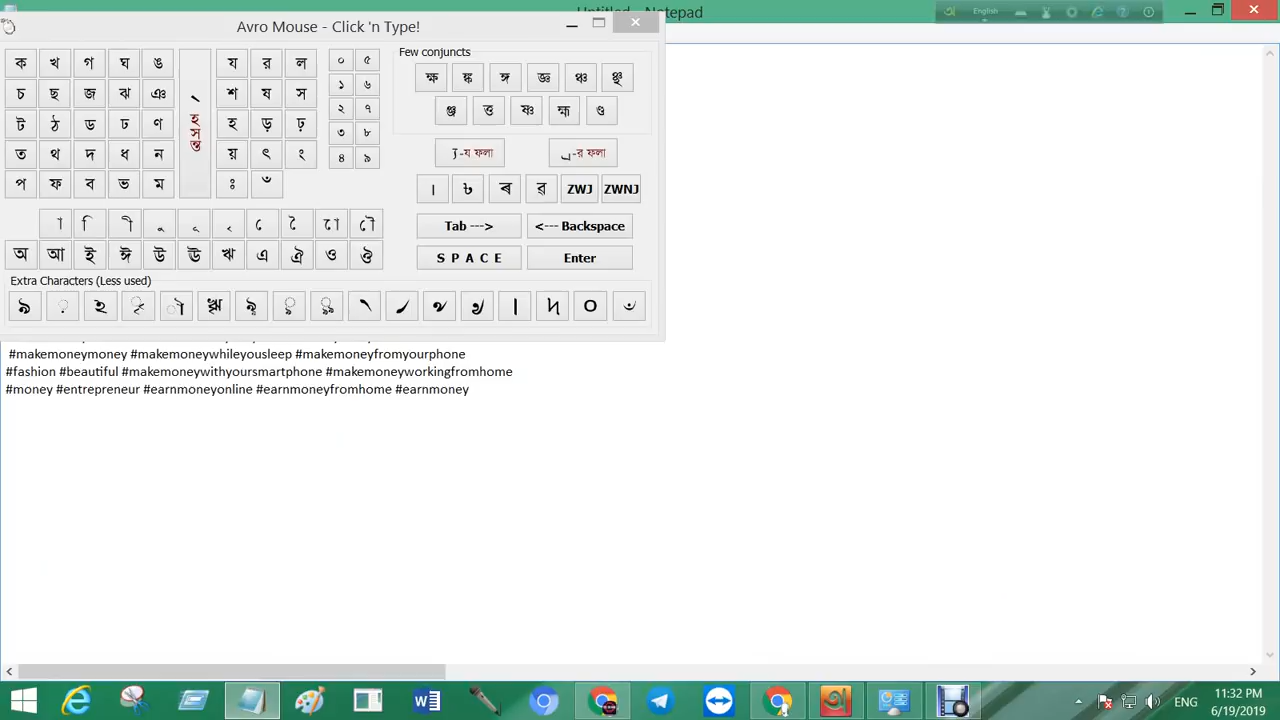 Untitled - Notepad
English
Avro Mouse - Click 'n Type!
Few conjuncts
ক খ গ ঘ ঙ
চ ছ জ ঝ ঞ
ট ঠ ড ঢ ণ
ত থ দ ধ ন
প ফ ব ভ ম
হসন্ত
য র ল
শ ষ স
হ ড় ঢ়
য় ৎ ং
ঃ ঁ
০ ৫
১ ৬
২ ৭
৩ ৮
৪ ৯
ক্ষ ঙ্ক ঙ্গ জ্ঞ ঞ্চ ঞ্ছ
ঞ্জ ত্ত ষ্ণ হ্ম ণ্ড
্য-য ফলা ্র-র ফলা
। ৳ ৰ ৱ ZWJ ZWNJ
া ি ী ু ূ ৃ ে ৈ ো ৌ
অ আ ই ঈ উ ঊ ঋ এ ঐ ও ঔ
Tab ---> <--- Backspace
S P A C E Enter
Extra Characters (Less used)
#makemoneymoney #makemoneywhileyousleep #makemoneyfromyourphone
#fashion #beautiful #makemoneywithyoursmartphone #makemoneyworkingfromhome
#money #entrepreneur #earnmoneyonline #earnmoneyfromhome #earnmoney
ENG
11:32 PM
6/19/2019